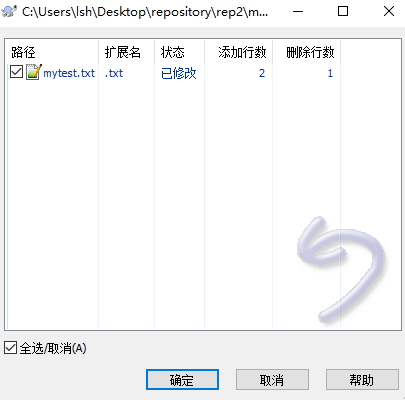 C:\Users\lsh\Desktop\repository\rep2\m...
路径 扩展名 状态 添加行数 删除行数
mytest.txt .txt 已修改 2 1
全选/取消(A)
确定 取消 帮助